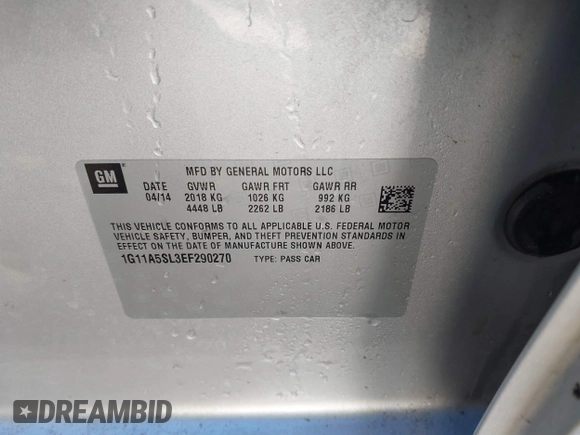 GM
MFD BY GENERAL MOTORS LLC
DATE GVWR GAWR FRT GAWR RR
04/14 2018 KG 1026 KG 992 KG
4448 LB 2262 LB 2186 LB
THIS VEHICLE CONFORMS TO ALL APPLICABLE U.S. FEDERAL MOTOR
VEHICLE SAFETY, BUMPER, AND THEFT PREVENTION STANDARDS IN
EFFECT ON THE DATE OF MANUFACTURE SHOWN ABOVE.
1G11A5SL3EF290270 TYPE: PASS CAR
DREAMBID